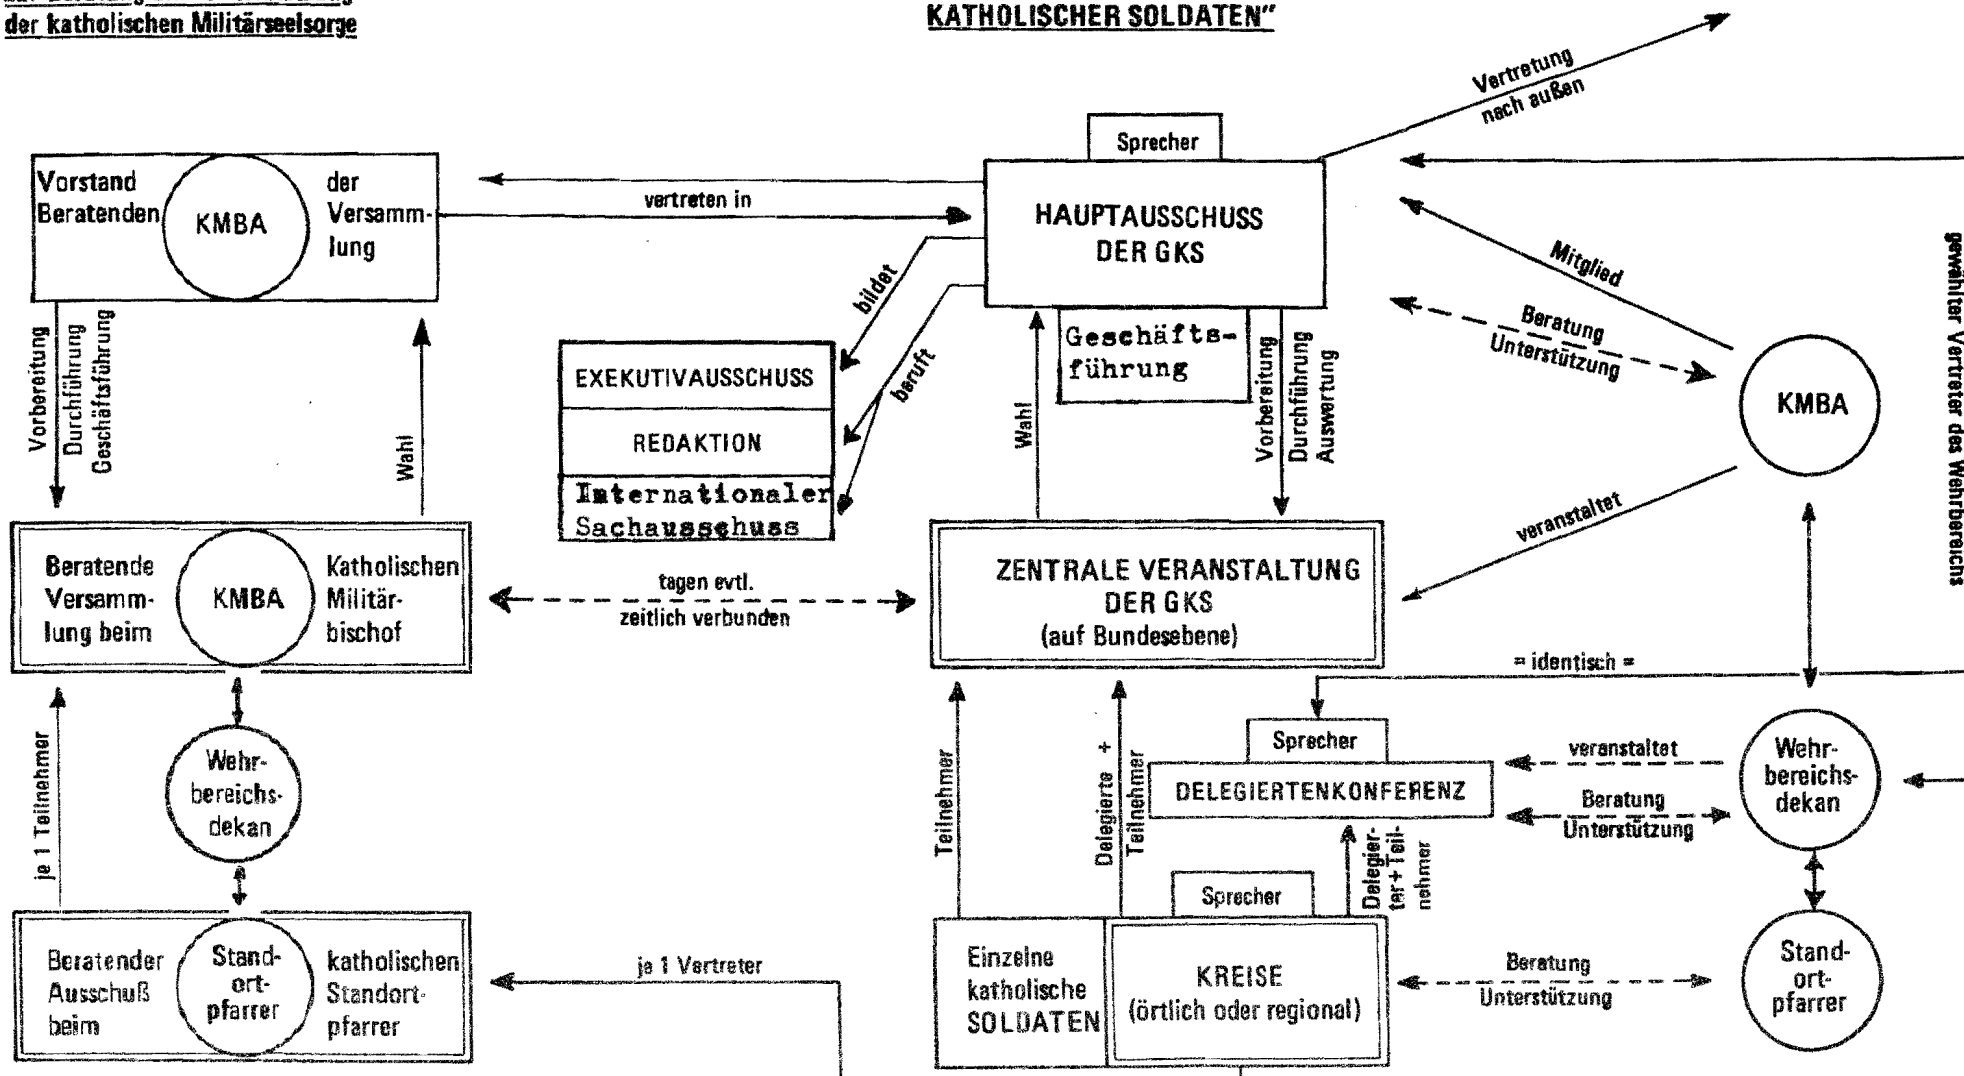 der katholischen Militärseelsorge
KATHOLISCHER SOLDATEN"
Vertretung
nach außen
Sprecher
Vorstand
Beratenden
KMBA
der
Versamm-
lung
vertreten in
HAUPTAUSSCHUSS
DER GKS
Mitglied
Beratung
Unterstützung
gewählter Vertreter des Wehrbereichs
bildet
beruft
Geschäfts-
führung
Vorbereitung
Durchführung
Geschäftsführung
Wahl
EXEKUTIVAUSSCHUSS
REDAKTION
Internationaler
Sachausschuss
Wahl
Vorbereitung
Durchführung
Auswertung
KMBA
veranstaltet
Beratende
Versamm-
lung beim
KMBA
Katholischen
Militär-
bischof
tagen evtl.
zeitlich verbunden
ZENTRALE VERANSTALTUNG
DER GKS
(auf Bundesebene)
= identisch =
je 1 Teilnehmer
Wehr-
bereichs-
dekan
Teilnehmer
Delegierte +
Teilnehmer
Sprecher
DELEGIERTENKONFERENZ
veranstaltet
Beratung
Unterstützung
Wehr-
bereichs-
dekan
Delegier-
ter + Teil-
nehmer
Sprecher
Beratender
Ausschuß
beim
Stand-
ort-
pfarrer
katholischen
Standort-
pfarrer
je 1 Vertreter
Einzelne
katholische
SOLDATEN
KREISE
(örtlich oder regional)
Beratung
Unterstützung
Stand-
ort-
pfarrer